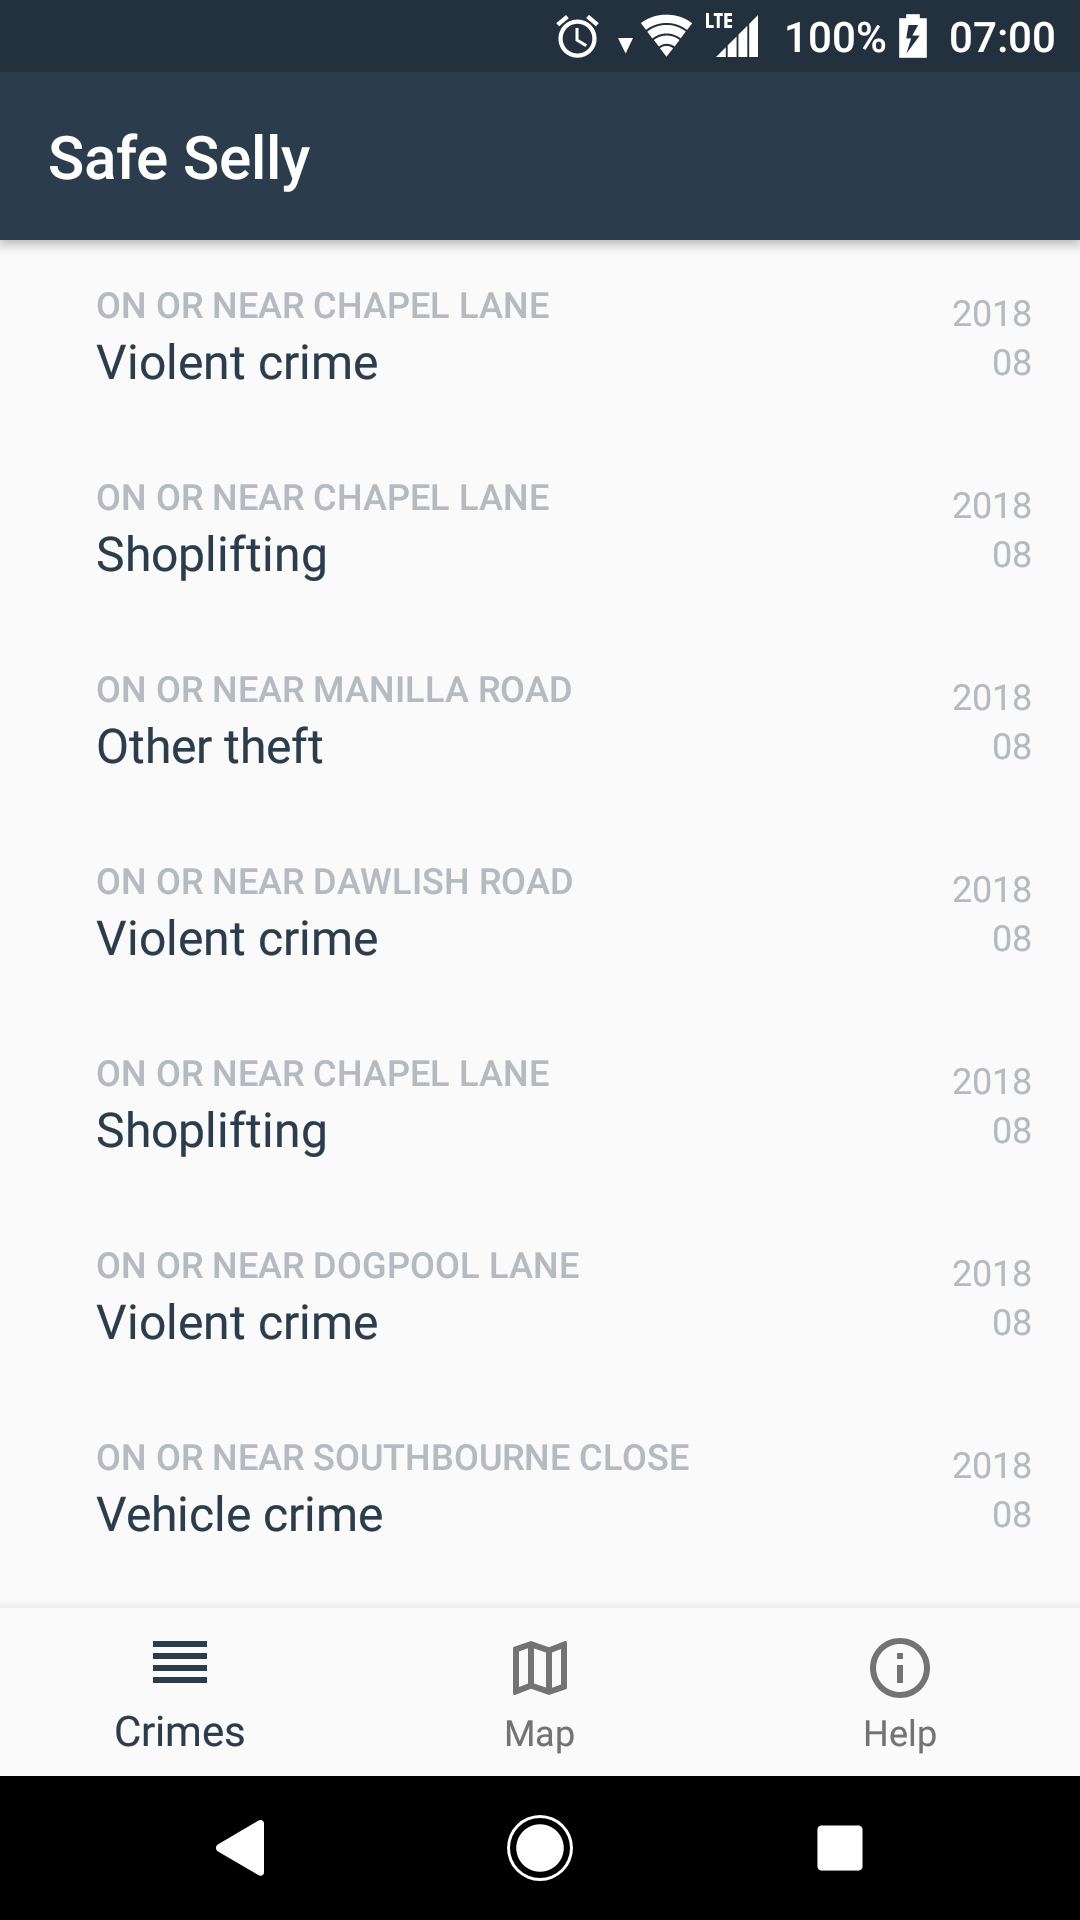 LTE 100% 07:00
Safe Selly
ON OR NEAR CHAPEL LANE 2018
Violent crime 08
ON OR NEAR CHAPEL LANE 2018
Shoplifting 08
ON OR NEAR MANILLA ROAD 2018
Other theft 08
ON OR NEAR DAWLISH ROAD 2018
Violent crime 08
ON OR NEAR CHAPEL LANE 2018
Shoplifting 08
ON OR NEAR DOGPOOL LANE 2018
Violent crime 08
ON OR NEAR SOUTHBOURNE CLOSE 2018
Vehicle crime 08
Crimes Map Help